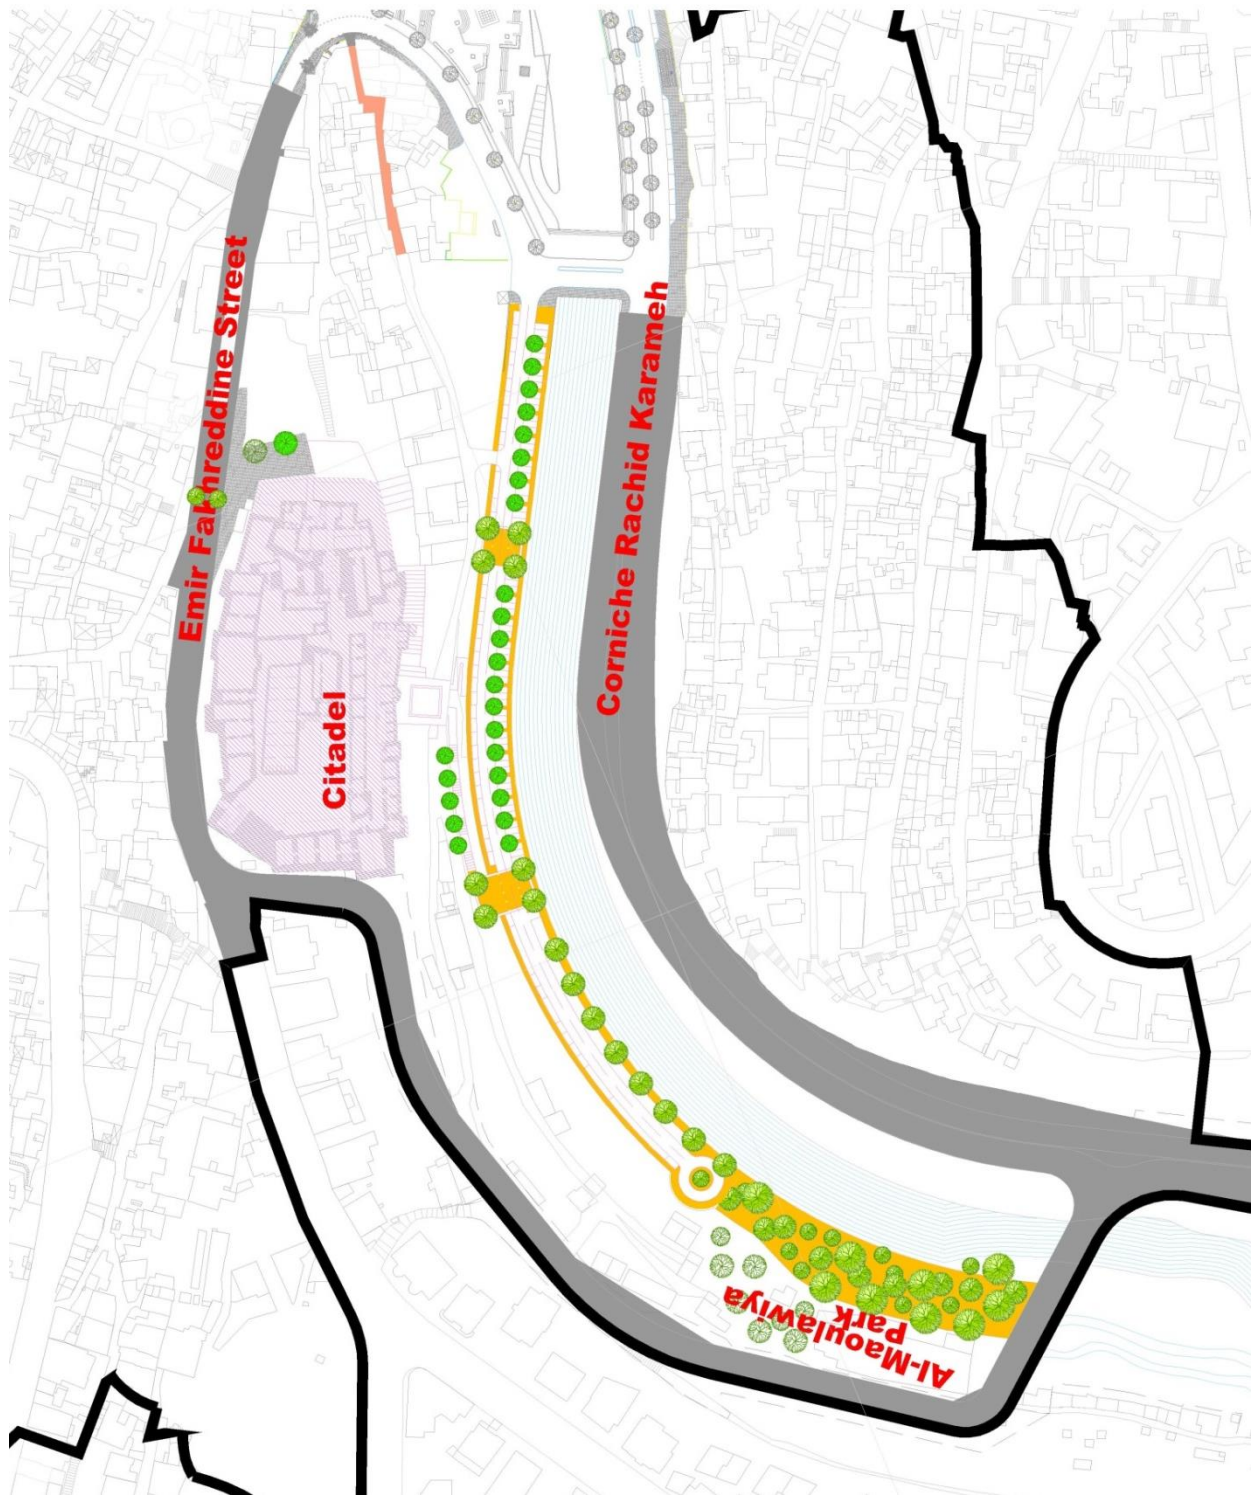 Emir Fakhreddine Street
Corniche Rachid Karameh
Citadel
Al-Maoulawiya
Park